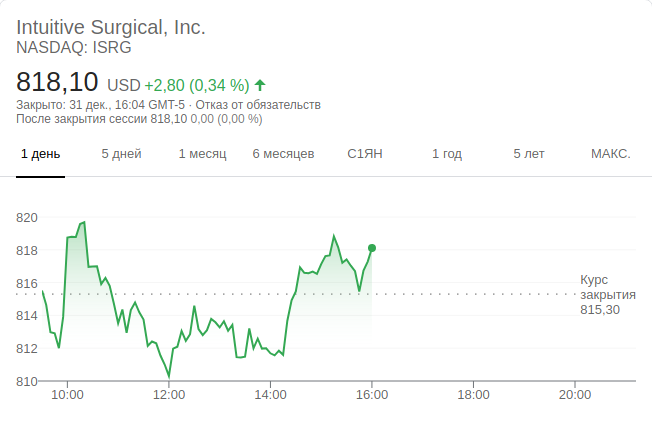 Intuitive Surgical, Inc.
NASDAQ: ISRG
818,10 USD +2,80 (0,34 %)
Закрыто: 31 дек., 16:04 GMT-5 · Отказ от обязательств
После закрытия сессии 818,10 0,00 (0,00 %)
1 день 5 дней 1 месяц 6 месяцев С1ЯН 1 год 5 лет МАКС.
820
818
816
814
812
810
Курс
закрытия
815,30
10:00 12:00 14:00 16:00 18:00 20:00